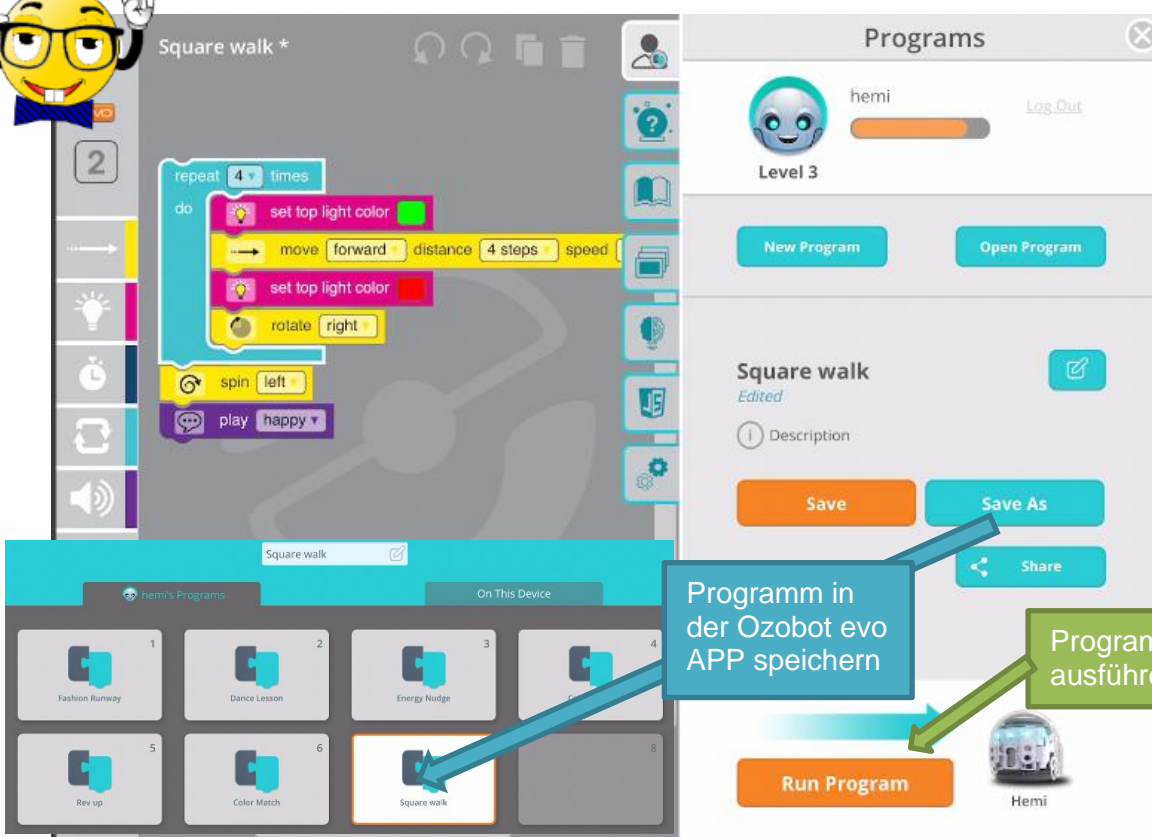 Square walk *
2
repeat 4 times
do
set top light color
move forward distance 4 steps speed
set top light color
rotate right
spin left
play happy
JS
Programs
hemi
Log Out
Level 3
New Program
Open Program
Square walk
Edited
i Description
Save
Save As
Share
Square walk
hemi's Programs
On This Device
1
Fashion Runway
2
Dance Lesson
3
Energy Nudge
4
5
Rev up
6
Color Match
Square walk
8
Programm in
der Ozobot evo
APP speichern
Run Program
Hemi